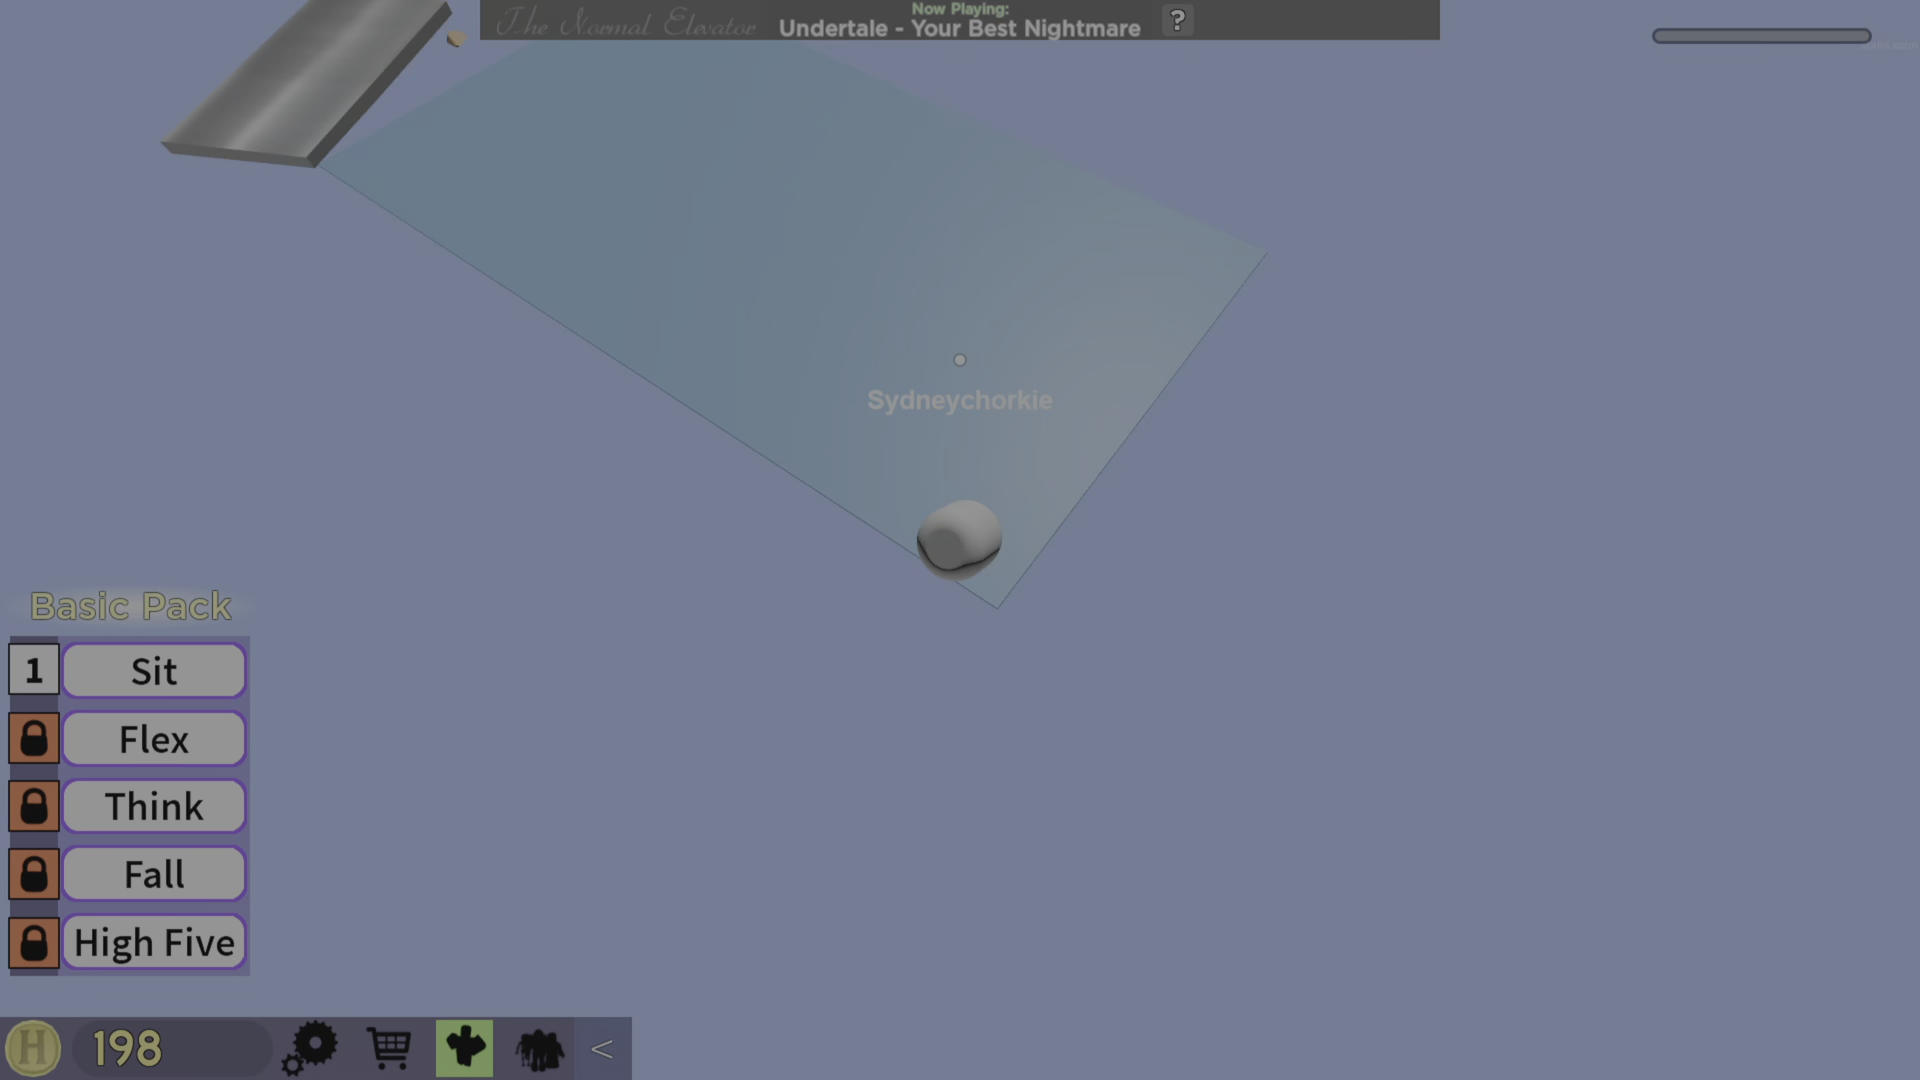 The Normal Elevator
Now Playing:
Undertale - Your Best Nightmare
?
Sydneychorkie
Basic Pack
1 Sit
Flex
Think
Fall
High Five
H 198 <